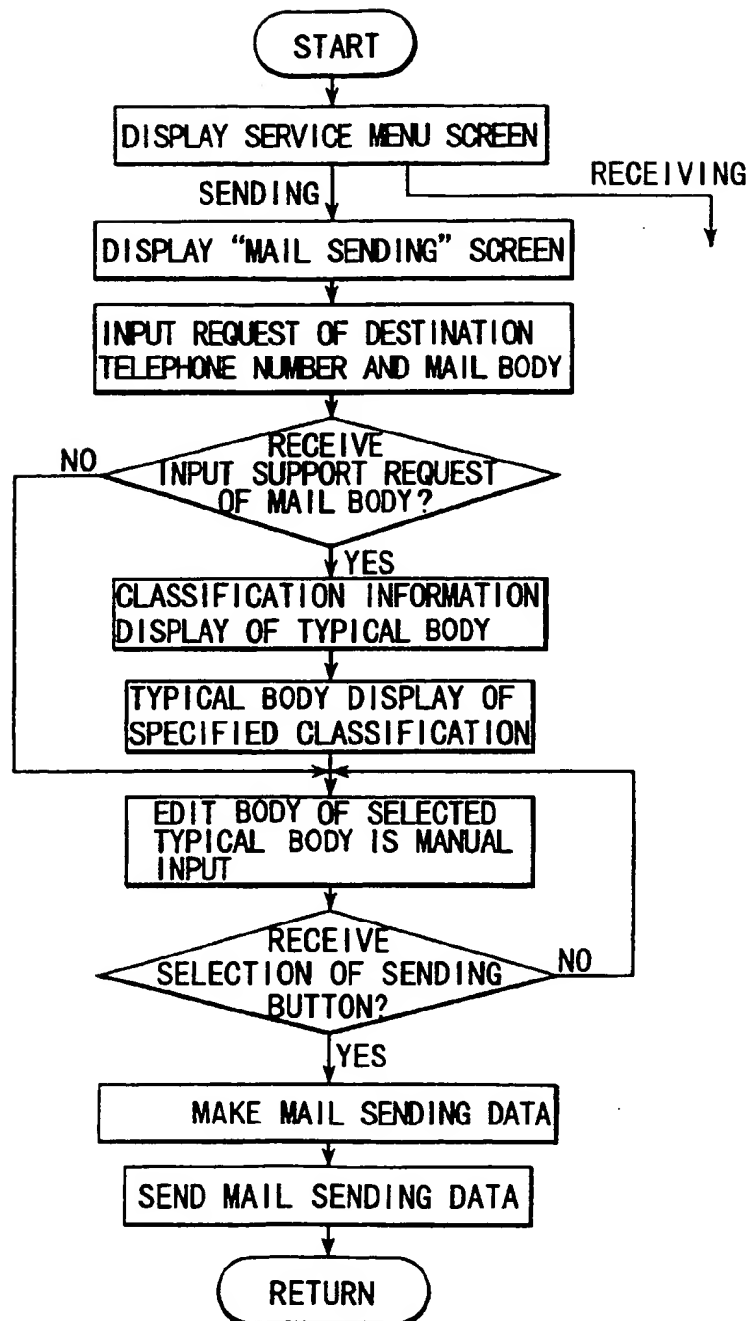 START
DISPLAY SERVICE MENU SCREEN
RECEIVING
SENDING
DISPLAY “MAIL SENDING” SCREEN
INPUT REQUEST OF DESTINATION
TELEPHONE NUMBER AND MAIL BODY
NO
RECEIVE
INPUT SUPPORT REQUEST
OF MAIL BODY?
YES
CLASSIFICATION INFORMATION
DISPLAY OF TYPICAL BODY
TYPICAL BODY DISPLAY OF
SPECIFIED CLASSIFICATION
EDIT BODY OF SELECTED
TYPICAL BODY IS MANUAL
INPUT
RECEIVE
SELECTION OF SENDING
BUTTON?
NO
YES
MAKE MAIL SENDING DATA
SEND MAIL SENDING DATA
RETURN